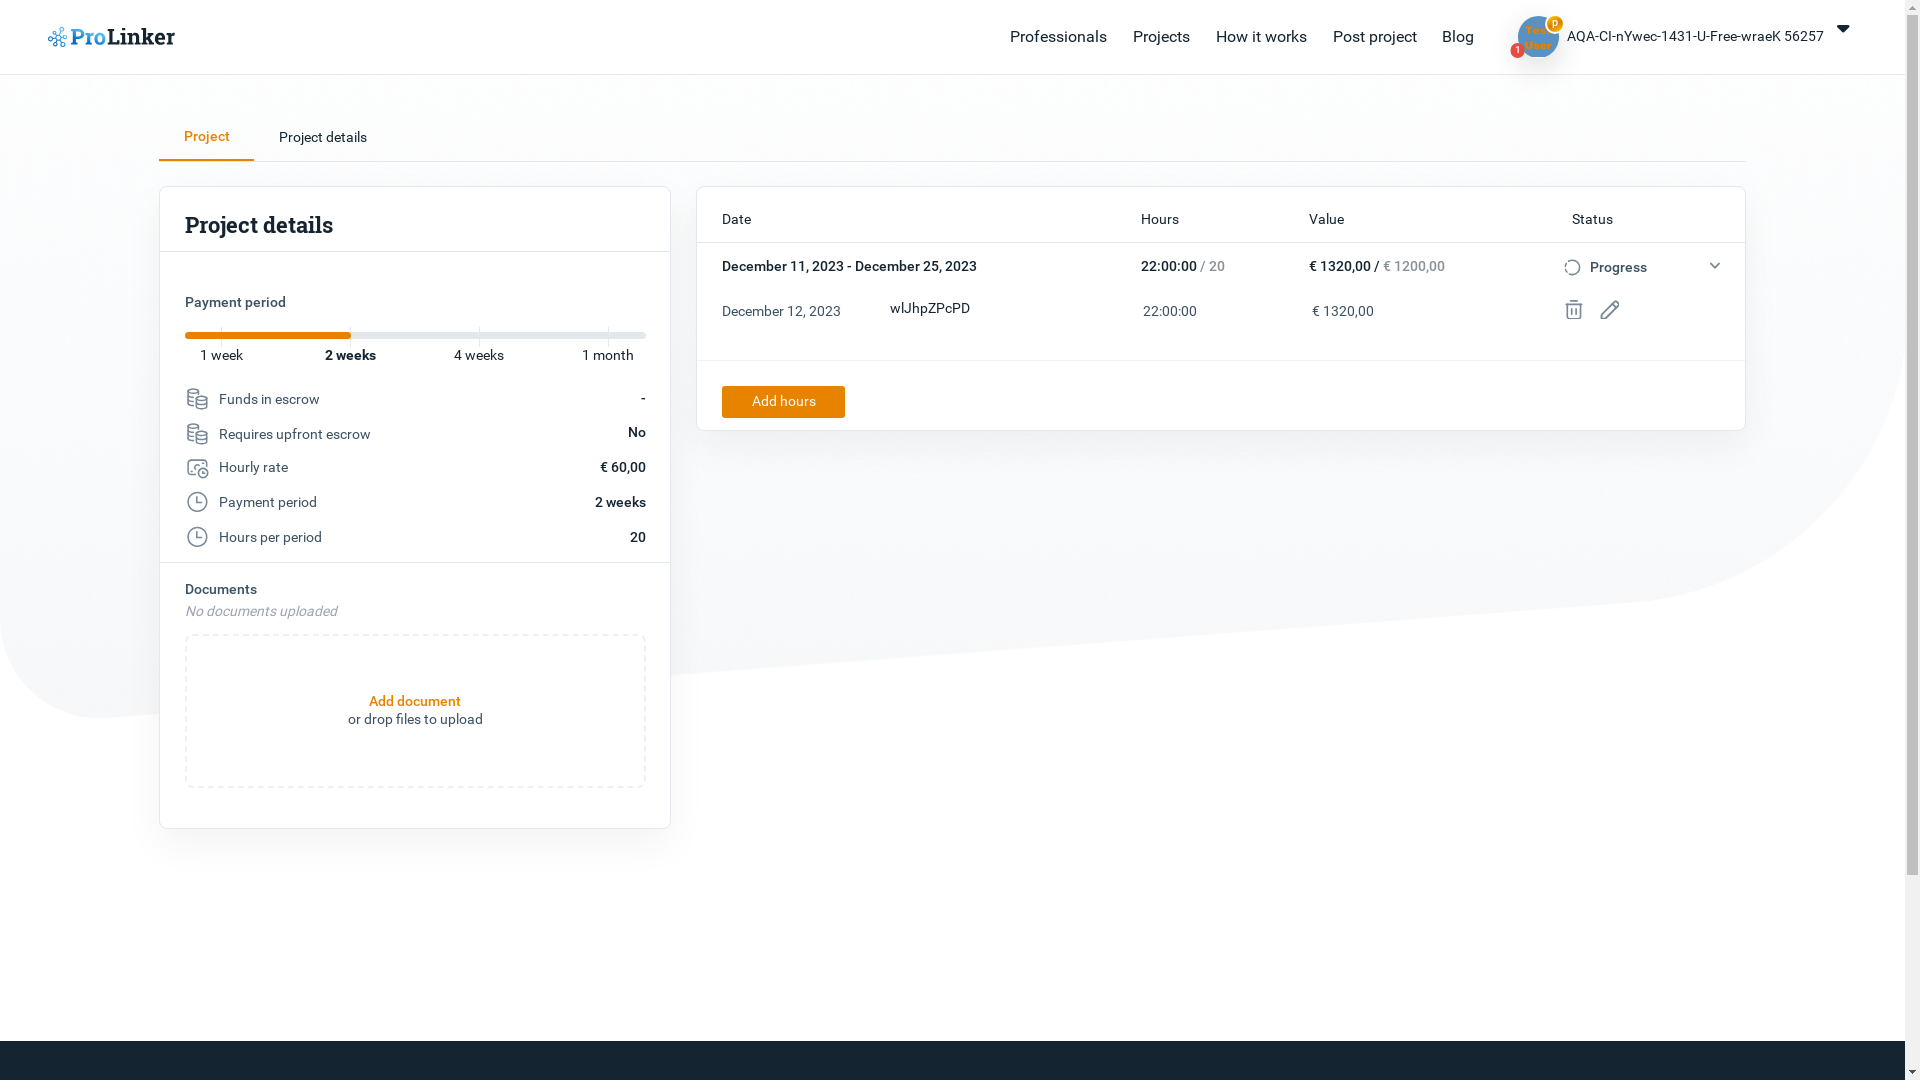 ProLinker
Professionals
Projects
How it works
Post project
Blog
Test User
p
1
AQA-CI-nYwec-1431-U-Free-wraeK 56257
Project
Project details
Project details
Payment period
1 week
2 weeks
4 weeks
1 month
Funds in escrow -
Requires upfront escrow No
Hourly rate € 60,00
Payment period 2 weeks
Hours per period 20
Documents
No documents uploaded
Add document
or drop files to upload
Date Hours Value Status
December 11, 2023 - December 25, 2023 22:00:00 / 20 € 1320,00 / € 1200,00 Progress
December 12, 2023 wlJhpZPcPD 22:00:00 € 1320,00
Add hours